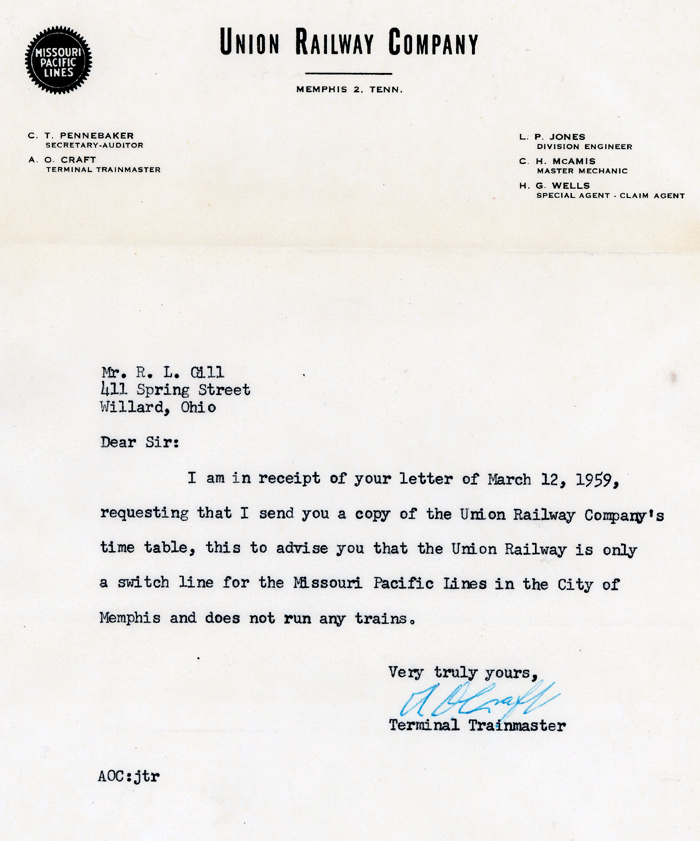 MISSOURI
PACIFIC
LINES
UNION RAILWAY COMPANY
MEMPHIS 2, TENN.
C. T. PENNEBAKER
SECRETARY-AUDITOR
A. O. CRAFT
TERMINAL TRAINMASTER
L. P. JONES
DIVISION ENGINEER
C. H. McAMIS
MASTER MECHANIC
H. G. WELLS
SPECIAL AGENT - CLAIM AGENT
Mr. R. L. Gill
411 Spring Street
Willard, Ohio
Dear Sir:
I am in receipt of your letter of March 12, 1959,
requesting that I send you a copy of the Union Railway Company's
time table, this to advise you that the Union Railway is only
a switch line for the Missouri Pacific Lines in the City of
Memphis and does not run any trains.
Very truly yours,
A O Craft
Terminal Trainmaster
AOC:jtr